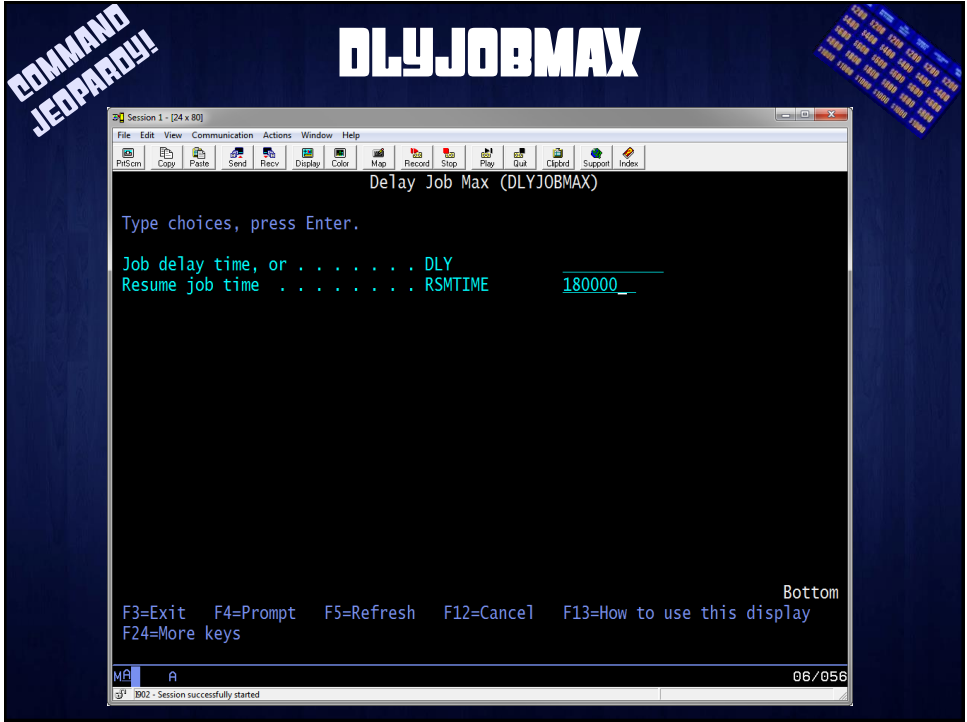 COMMAND
JEOPARDY!
DLYJOBMAX
Session 1 - [24 x 80]
File Edit View Communication Actions Window Help
PrtScrn Copy Paste Send Recv Display Color Map Record Stop Play Quit Clipbrd Support Index
Delay Job Max (DLYJOBMAX)
Type choices, press Enter.
Job delay time, or . . . . . . . DLY ___________
Resume job time . . . . . . . . RSMTIME 180000_
Bottom
F3=Exit F4=Prompt F5=Refresh F12=Cancel F13=How to use this display
F24=More keys
MA A 06/056
I902 - Session successfully started